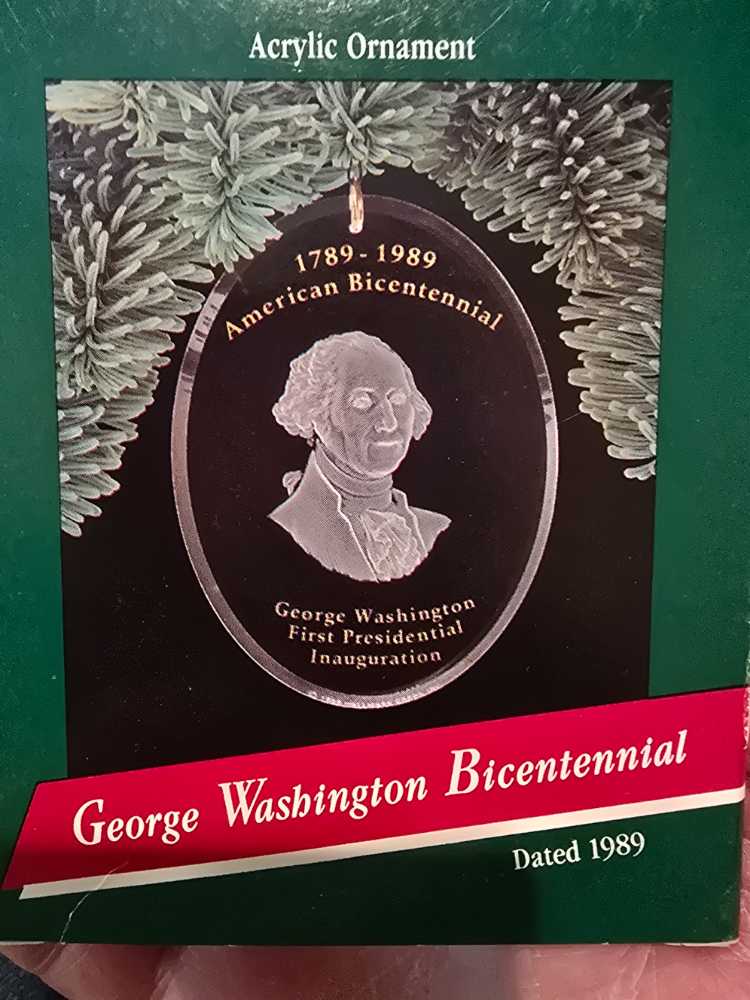 Acrylic Ornament
1789 - 1989
American Bicentennial
George Washington
First Presidential
Inauguration
George Washington Bicentennial
Dated 1989